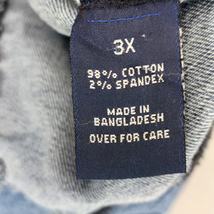 3X
98% COTTON
2% SPANDEX
MADE IN
BANGLADESH
OVER FOR CARE